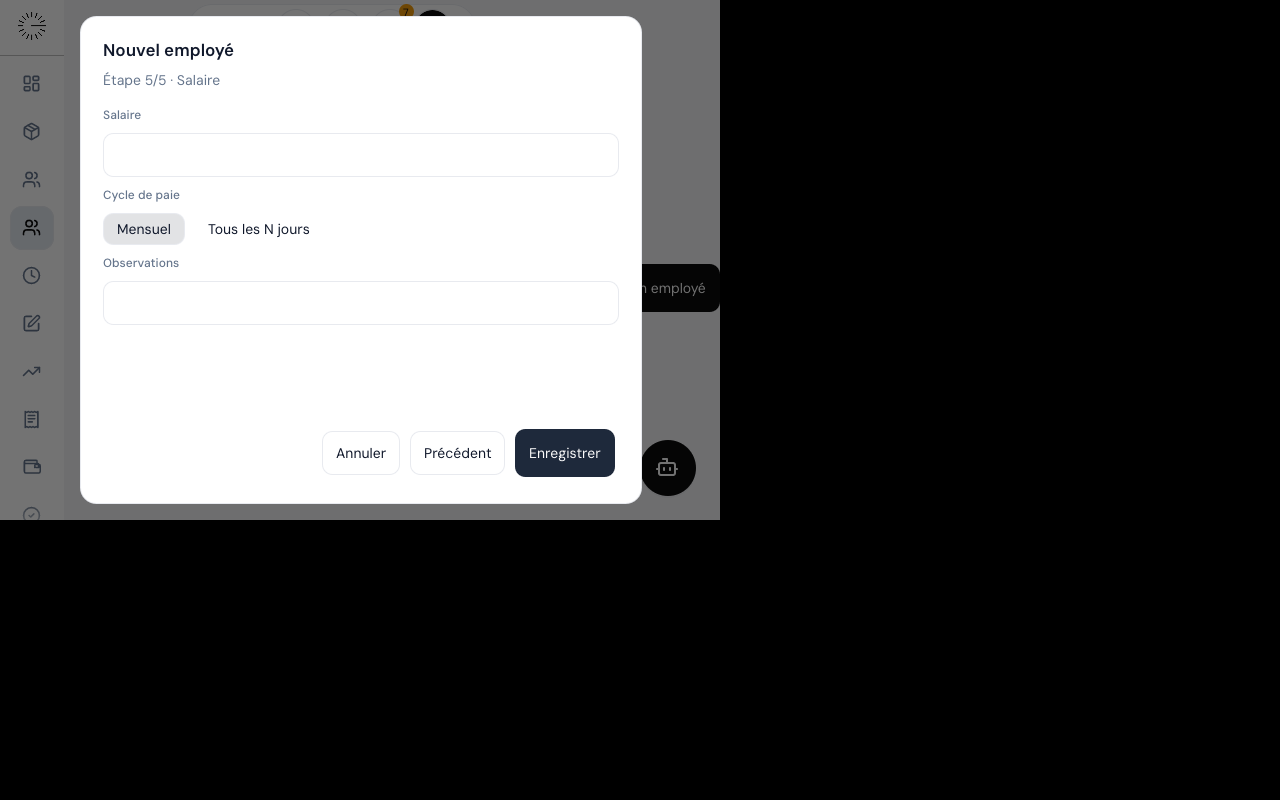 7
Nouvel employé
Étape 5/5 · Salaire
Salaire
Cycle de paie
Mensuel Tous les N jours
Observations
employé
Annuler Précédent Enregistrer